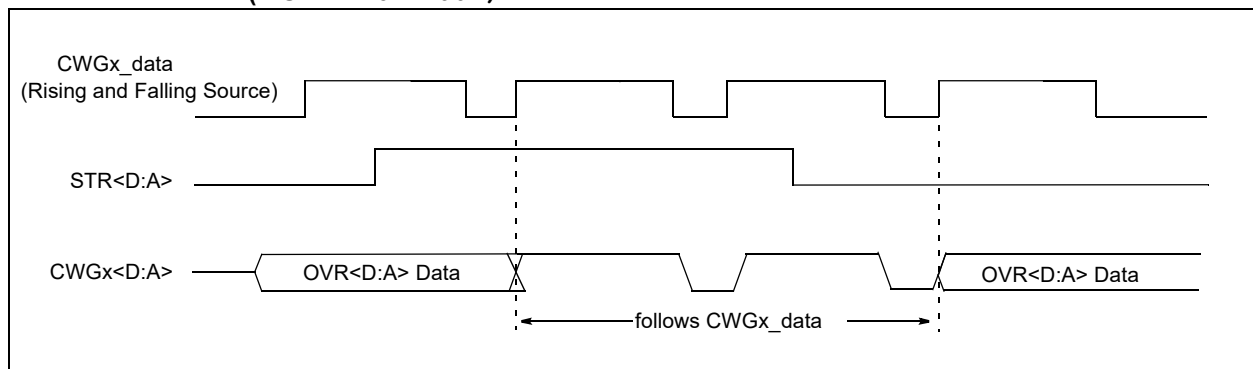 CWGx_data
(Rising and Falling Source)
STR<D:A>
CWGx<D:A>
OVR<D:A> Data
OVR<D:A> Data
follows CWGx_data